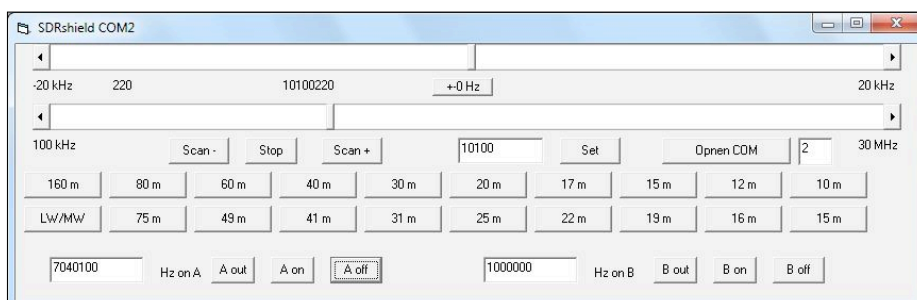 SDRshield COM2
-20 kHz 220 10100220 +-0 Hz 20 kHz
100 kHz Scan - Stop Scan + 10100 Set Opnen COM 2 30 MHz
160 m 80 m 60 m 40 m 30 m 20 m 17 m 15 m 12 m 10 m
LW/MW 75 m 49 m 41 m 31 m 25 m 22 m 19 m 16 m 15 m
7040100 Hz on A A out A on A off 1000000 Hz on B B out B on B off